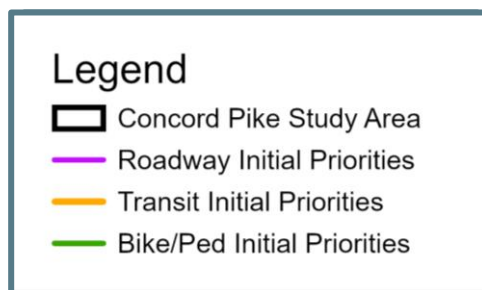 Legend
Concord Pike Study Area
Roadway Initial Priorities
Transit Initial Priorities
Bike/Ped Initial Priorities